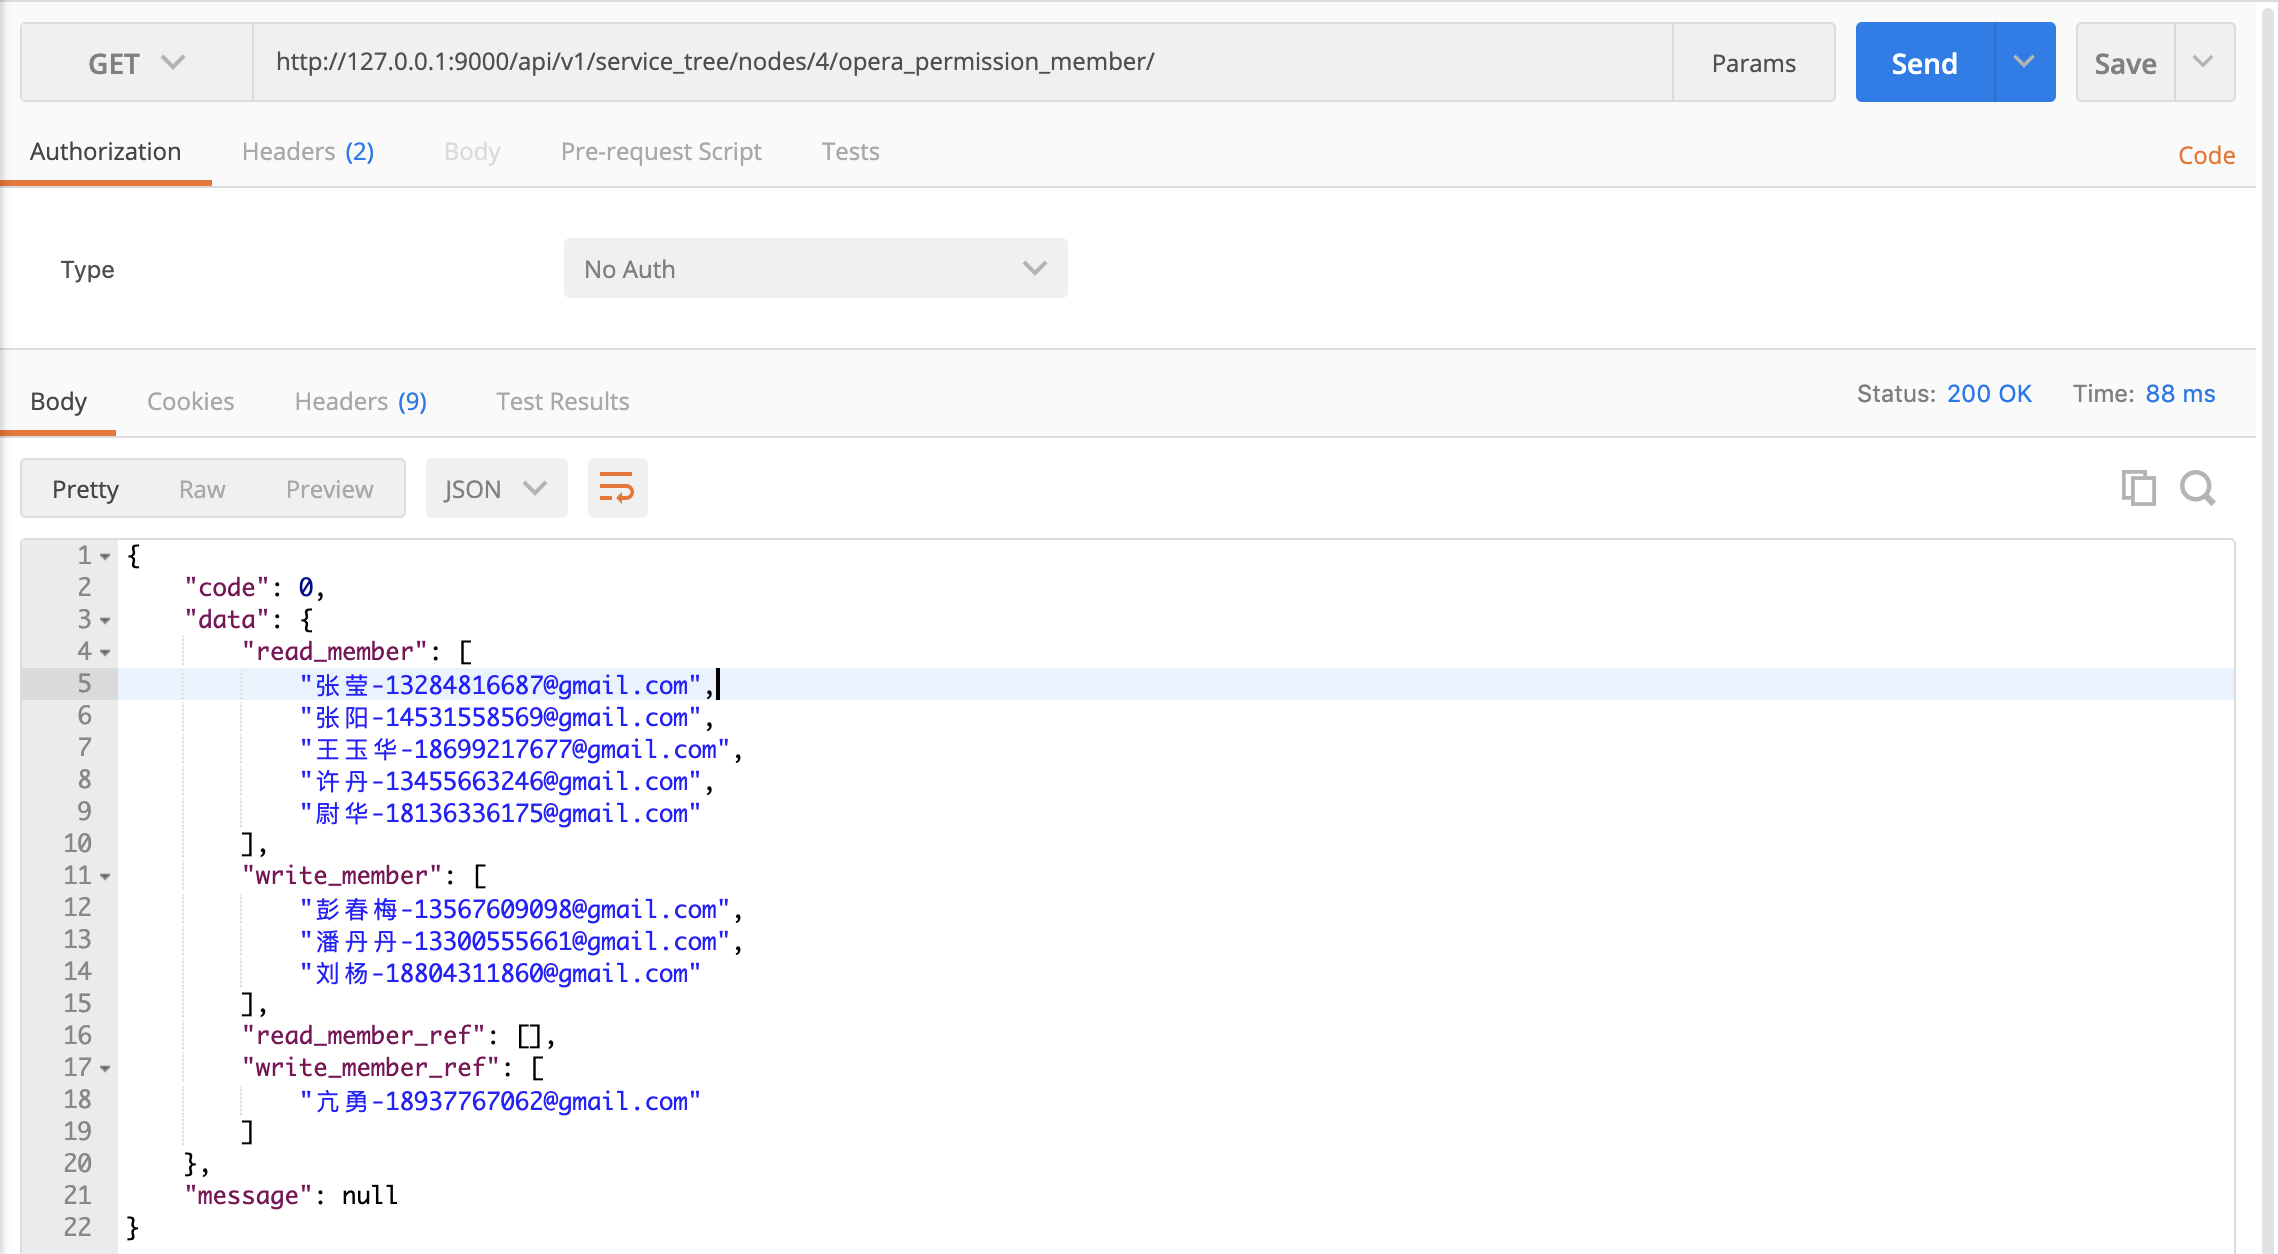 GET http://127.0.0.1:9000/api/v1/service_tree/nodes/4/opera_permission_member/ Params Send Save
Authorization Headers (2) Body Pre-request Script Tests Code
Type No Auth
Body Cookies Headers (9) Test Results Status: 200 OK Time: 88 ms
Pretty Raw Preview JSON
1 {
2 "code": 0,
3 "data": {
4 "read_member": [
5 "张莹-13284816687@gmail.com",
6 "张阳-14531558569@gmail.com",
7 "王玉华-18699217677@gmail.com",
8 "许丹-13455663246@gmail.com",
9 "尉华-18136336175@gmail.com"
10 ],
11 "write_member": [
12 "彭春梅-13567609098@gmail.com",
13 "潘丹丹-13300555661@gmail.com",
14 "刘杨-18804311860@gmail.com"
15 ],
16 "read_member_ref": [],
17 "write_member_ref": [
18 "亢勇-18937767062@gmail.com"
19 ]
20 },
21 "message": null
22 }